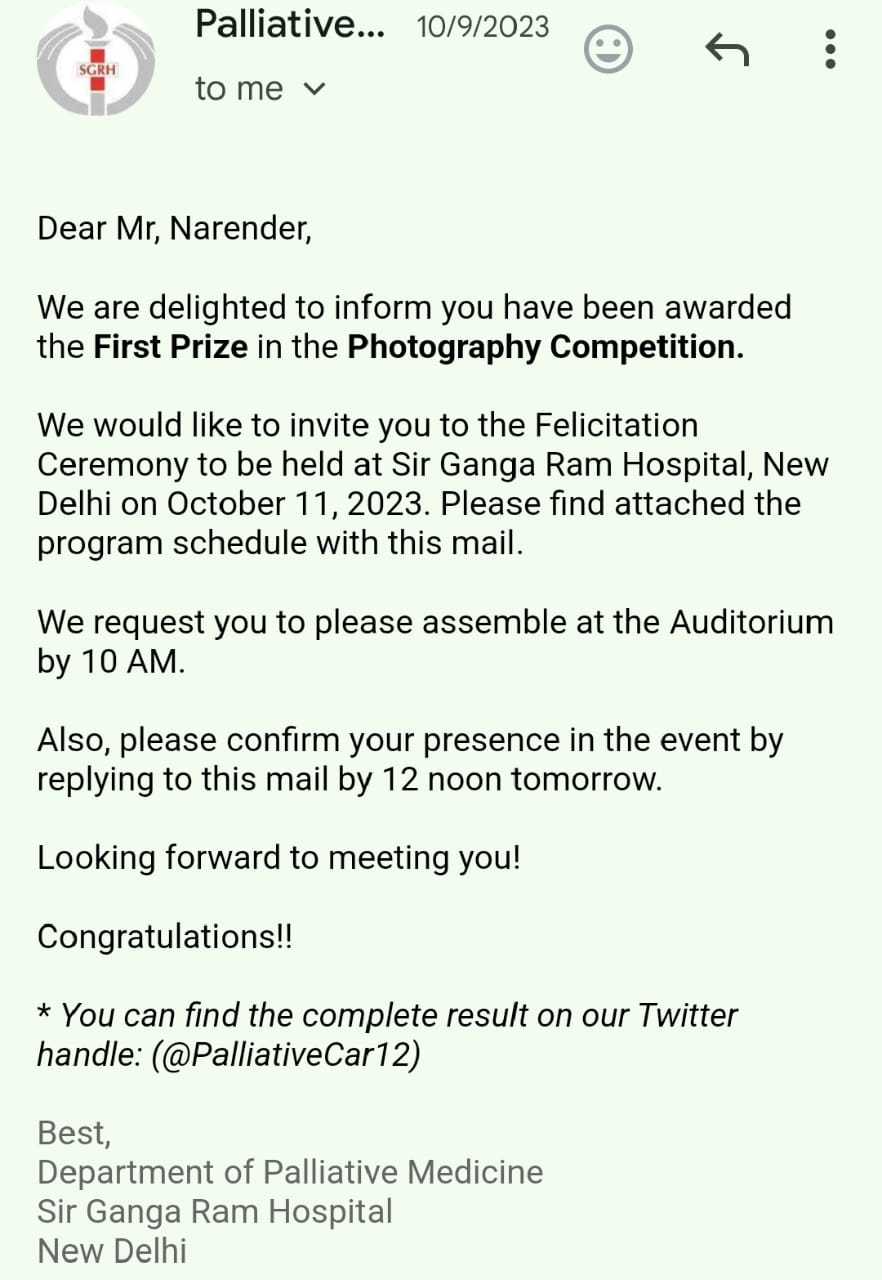 SGRH
Palliative... 10/9/2023
to me
Dear Mr, Narender,
We are delighted to inform you have been awarded
the First Prize in the Photography Competition.
We would like to invite you to the Felicitation
Ceremony to be held at Sir Ganga Ram Hospital, New
Delhi on October 11, 2023. Please find attached the
program schedule with this mail.
We request you to please assemble at the Auditorium
by 10 AM.
Also, please confirm your presence in the event by
replying to this mail by 12 noon tomorrow.
Looking forward to meeting you!
Congratulations!!
* You can find the complete result on our Twitter
handle: (@PalliativeCar12)
Best,
Department of Palliative Medicine
Sir Ganga Ram Hospital
New Delhi